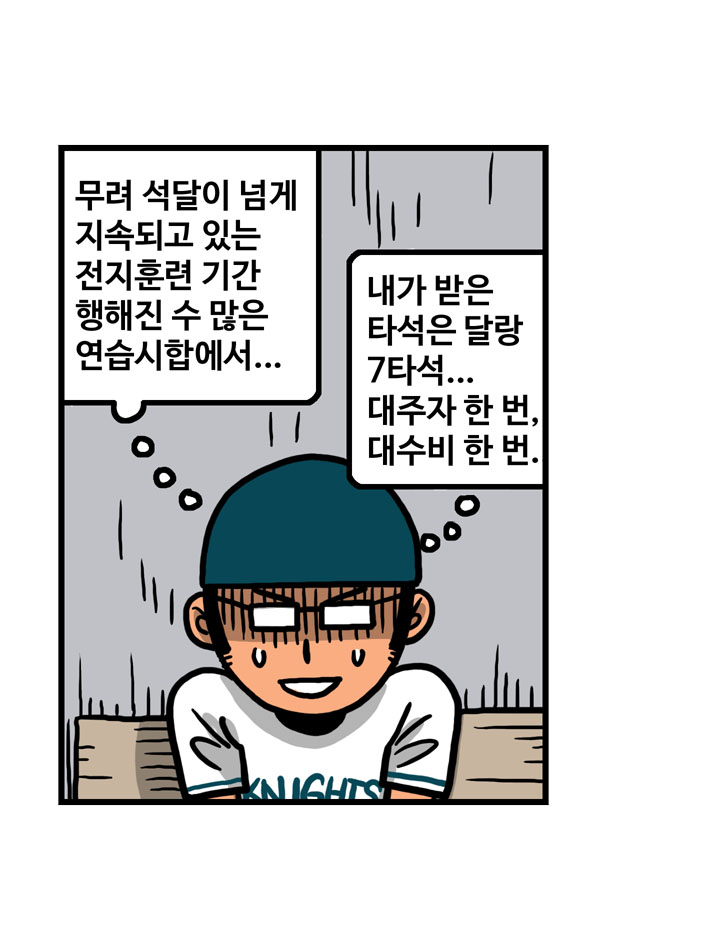 무려 석달이 넘게
지속되고 있는
전지훈련 기간
행해진 수 많은
연습시합에서...
내가 받은
타석은 달랑
7타석...
대주자 한 번,
대수비 한 번.
KNIGHTS